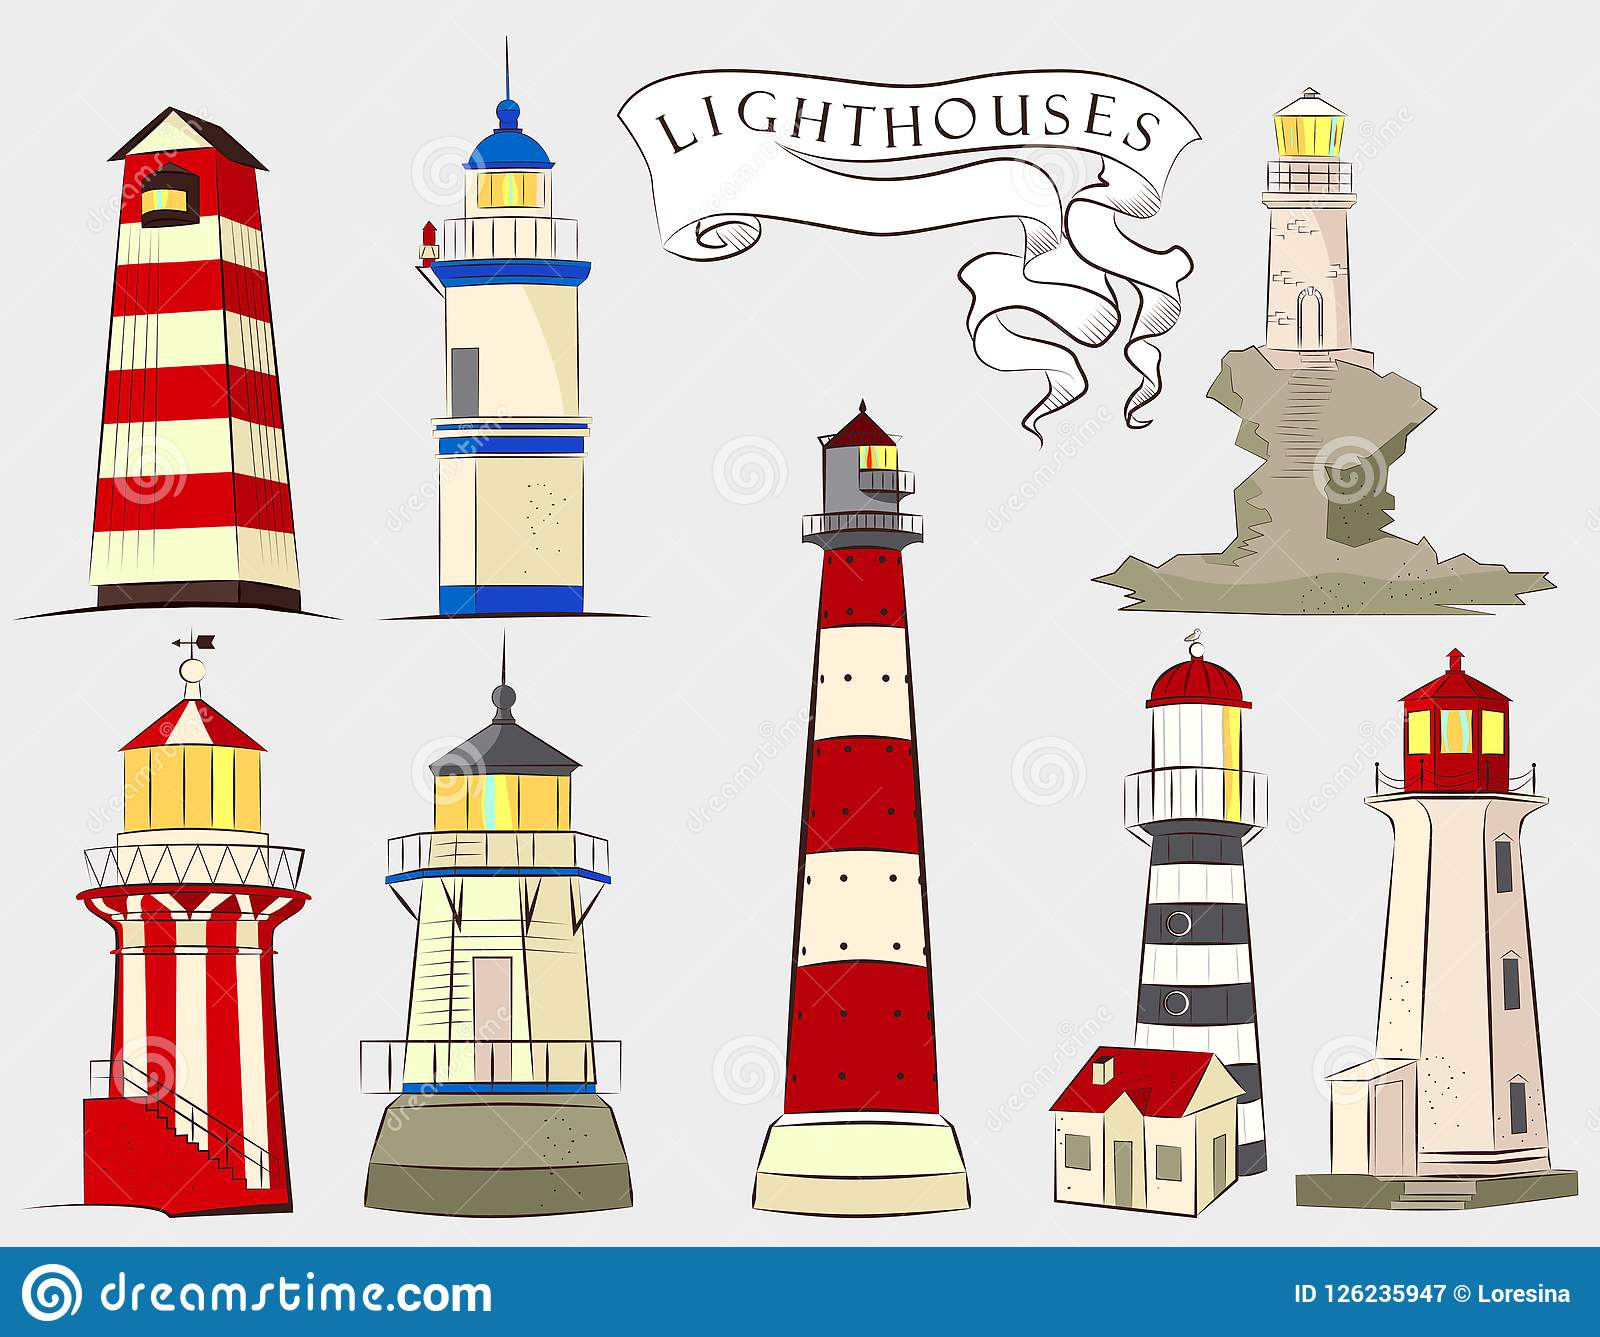 LIGHTHOUSES
dreamstime.com
ID 126235947 © Loresina